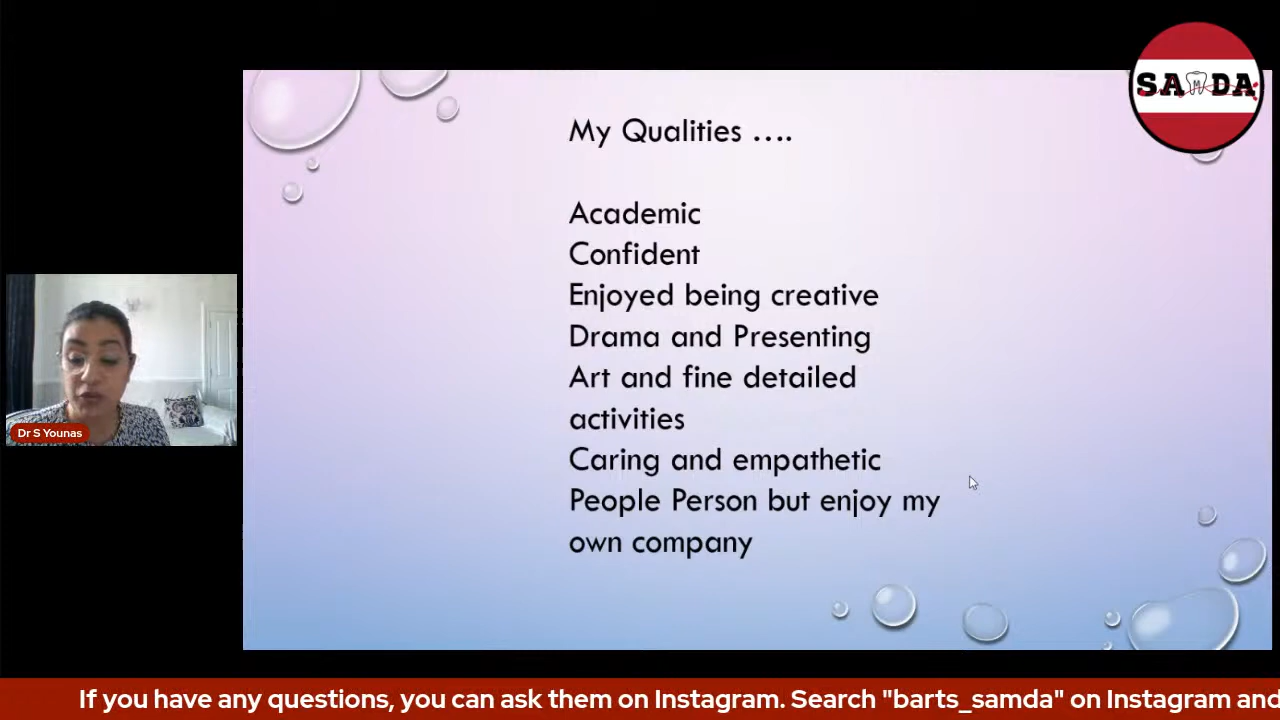 SAMDA
My Qualities ....
Academic
Confident
Enjoyed being creative
Drama and Presenting
Art and fine detailed
activities
Caring and empathetic
People Person but enjoy my
own company
Dr S Younas
If you have any questions, you can ask them on Instagram. Search "barts_samda" on Instagram and